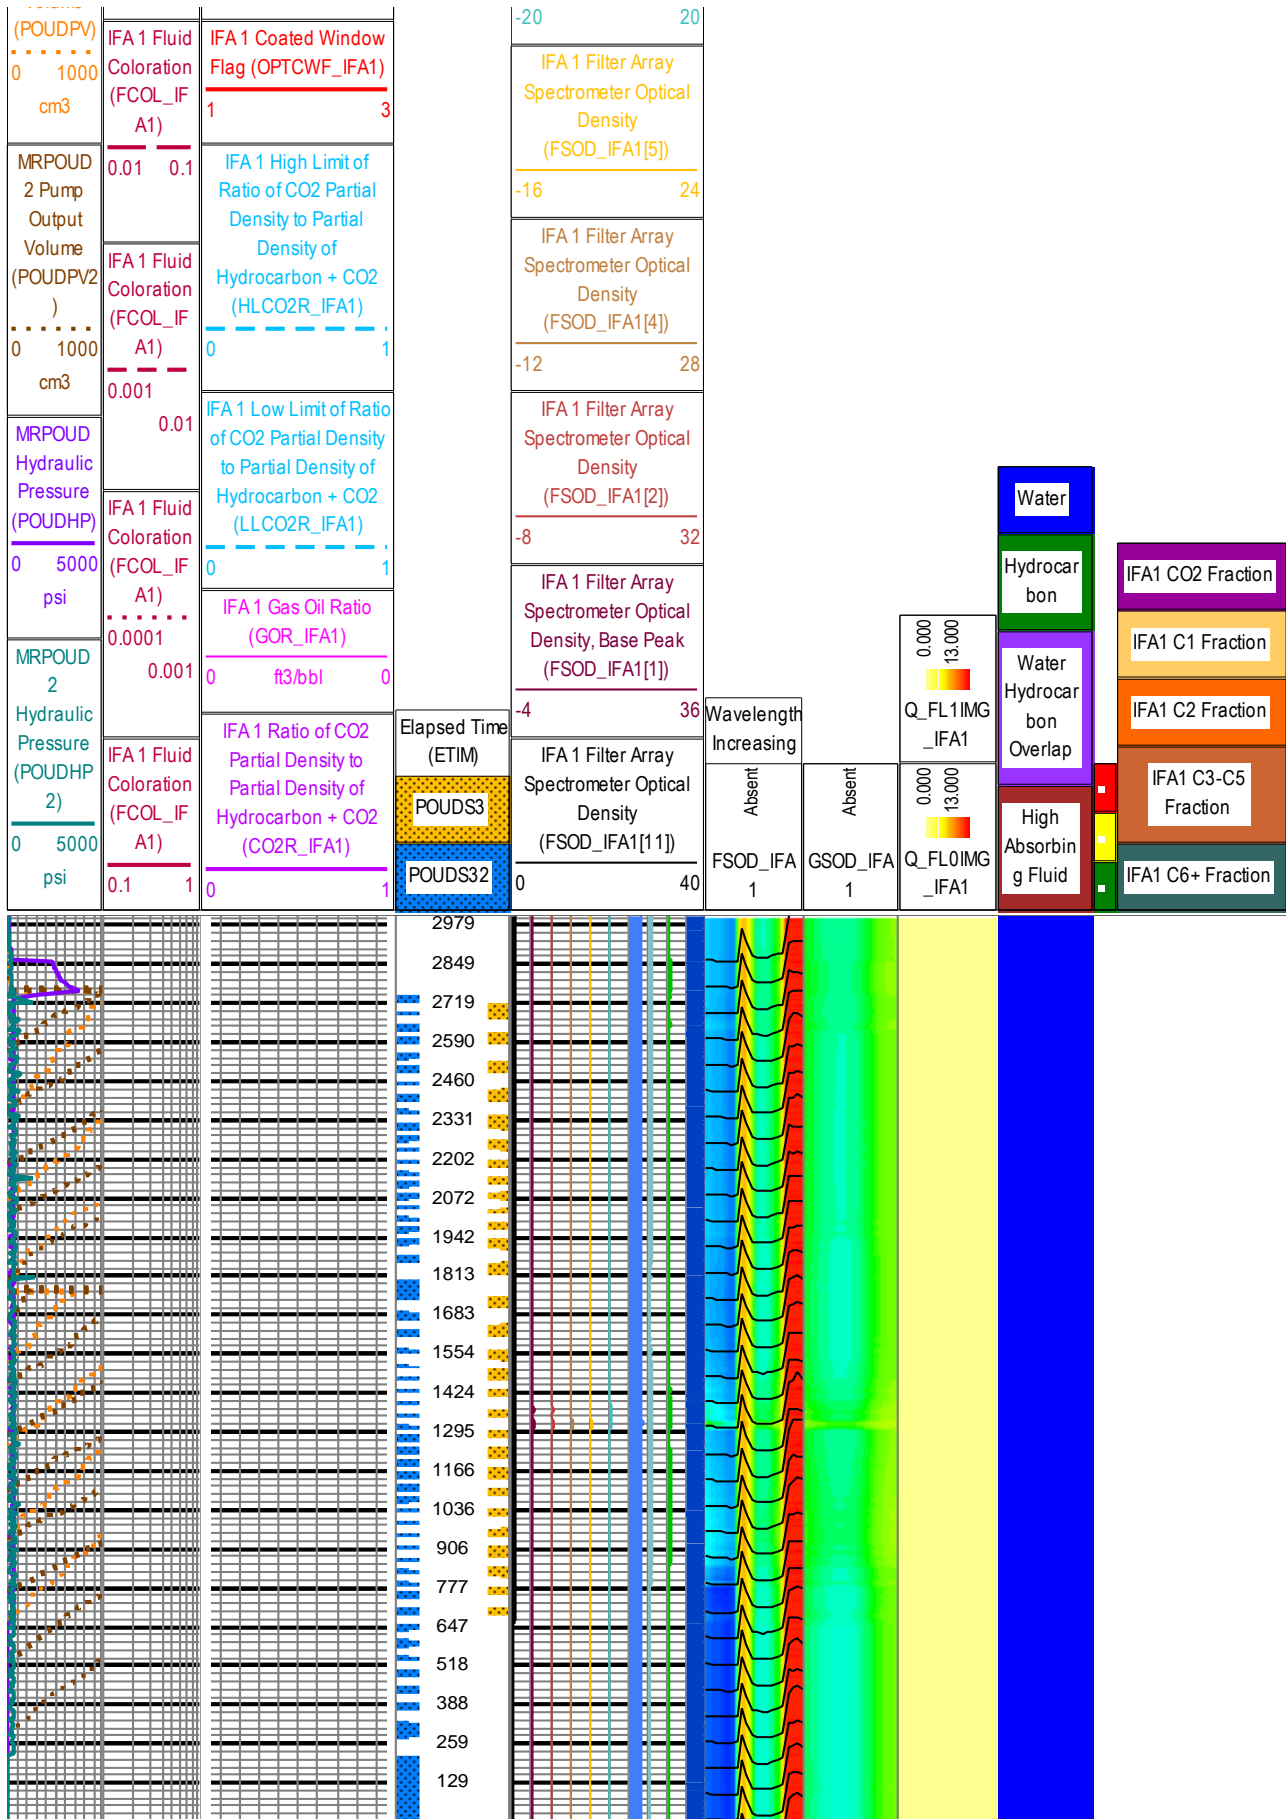 (POUDPV)
0 1000
cm3
MRPOUD
2 Pump
Output
Volume
(POUDPV2
)
0 1000
cm3
MRPOUD
Hydraulic
Pressure
(POUDHP)
0 5000
psi
MRPOUD
2
Hydraulic
Pressure
(POUDHP
2)
0 5000
psi
IFA 1 Fluid
Coloration
(FCOL_IF
A1)
0.01 0.1
IFA 1 Fluid
Coloration
(FCOL_IF
A1)
0.001
0.01
IFA 1 Fluid
Coloration
(FCOL_IF
A1)
0.0001
0.001
IFA 1 Fluid
Coloration
(FCOL_IF
A1)
0.1 1
IFA 1 Coated Window
Flag (OPTCWF_IFA1)
1 3
IFA 1 High Limit of
Ratio of CO2 Partial
Density to Partial
Density of
Hydrocarbon + CO2
(HLCO2R_IFA1)
0 1
IFA 1 Low Limit of Ratio
of CO2 Partial Density
to Partial Density of
Hydrocarbon + CO2
(LLCO2R_IFA1)
0 1
IFA 1 Gas Oil Ratio
(GOR_IFA1)
0 ft3/bbl 0
IFA 1 Ratio of CO2
Partial Density to
Partial Density of
Hydrocarbon + CO2
(CO2R_IFA1)
0 1
Elapsed Time
(ETIM)
POUDS3
POUDS32
-20 20
IFA 1 Filter Array
Spectrometer Optical
Density
(FSOD_IFA1[5])
-16 24
IFA 1 Filter Array
Spectrometer Optical
Density
(FSOD_IFA1[4])
-12 28
IFA 1 Filter Array
Spectrometer Optical
Density
(FSOD_IFA1[2])
-8 32
IFA 1 Filter Array
Spectrometer Optical
Density, Base Peak
(FSOD_IFA1[1])
-4 36
IFA 1 Filter Array
Spectrometer Optical
Density
(FSOD_IFA1[11])
0 40
Wavelength
Increasing
Absent
FSOD_IFA
1
Absent
GSOD_IFA
1
0.000
13.000
Q_FL1IMG
_IFA1
0.000
13.000
Q_FL0IMG
_IFA1
Water
Hydrocar
bon
Water
Hydrocar
bon
Overlap
High
Absorbin
g Fluid
IFA1 CO2 Fraction
IFA1 C1 Fraction
IFA1 C2 Fraction
IFA1 C3-C5
Fraction
IFA1 C6+ Fraction
2979
2849
2719
2590
2460
2331
2202
2072
1942
1813
1683
1554
1424
1295
1166
1036
906
777
647
518
388
259
129